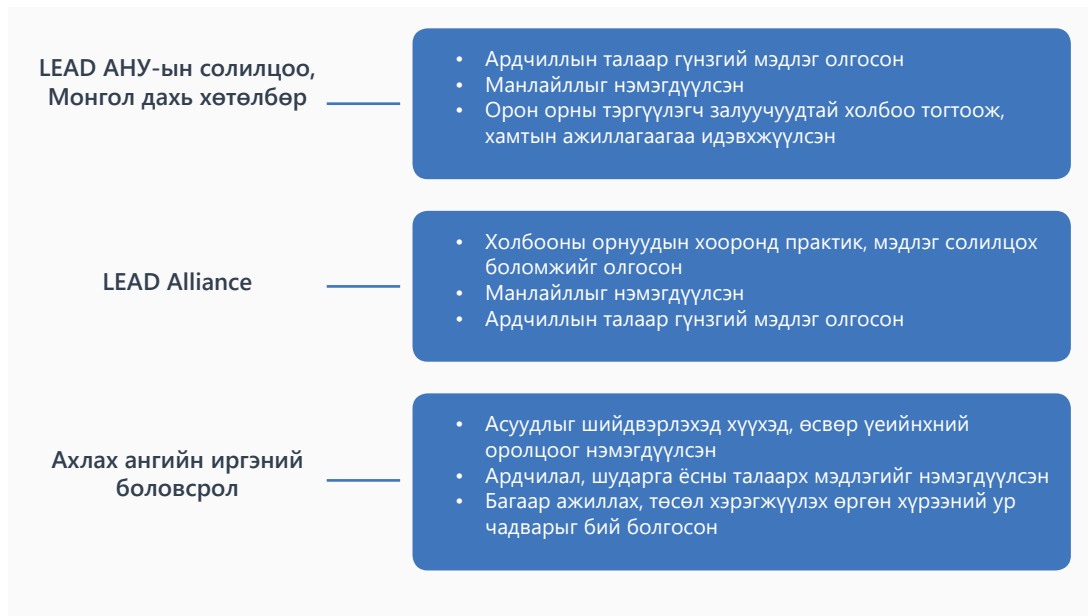 LEAD АНУ-ын солилцоо,
Монгол дахь хөтөлбөр
• Ардчиллын талаар гүнзгий мэдлэг олгосон
• Манлайллыг нэмэгдүүлсэн
• Орон орны тэргүүлэгч залуучуудтай холбоо тогтоож,
хамтын ажиллагаагаа идэвхжүүлсэн
LEAD Alliance
• Холбооны орнуудын хооронд практик, мэдлэг солилцох
боломжийг олгосон
• Манлайллыг нэмэгдүүлсэн
• Ардчиллын талаар гүнзгий мэдлэг олгосон
Ахлах ангийн иргэний
боловсрол
• Асуудлыг шийдвэрлэхэд хүүхэд, өсвөр үеийнхний
оролцоог нэмэгдүүлсэн
• Ардчилал, шударга ёсны талаарх мэдлэгийг нэмэгдүүлсэн
• Багаар ажиллах, төсөл хэрэгжүүлэх өргөн хүрээний ур
чадварыг бий болгосон